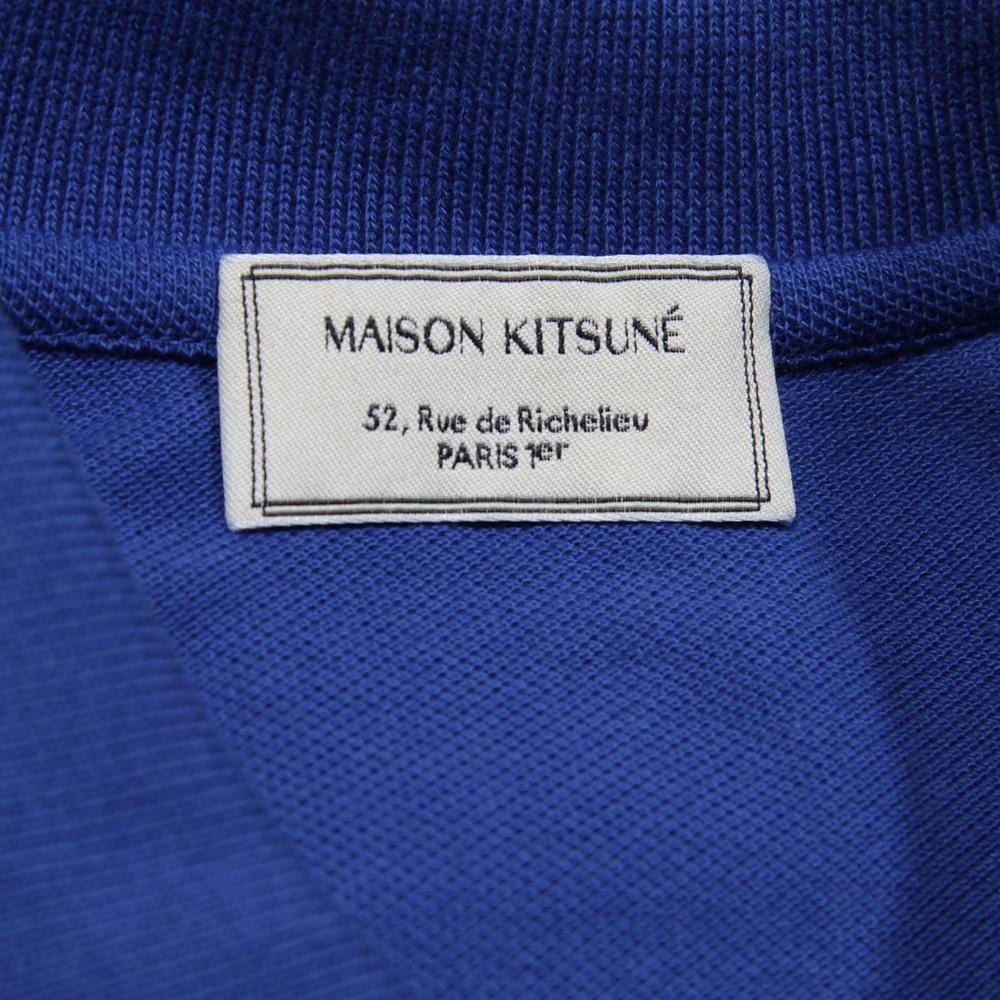 MAISON KITSUNÉ
52, Rue de Richelieu
PARIS 1er